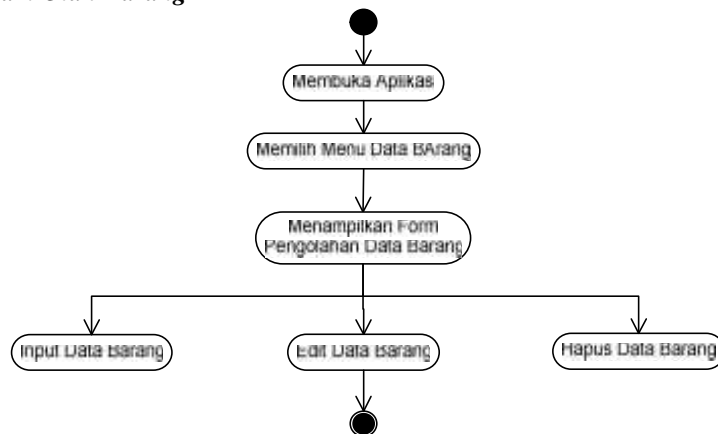 Membuka Aplikas
Memilih Menu Data BArang
Menampilkan Form
Pengolahan Data Barang
Input Data Barang
Edit Data Barang
Hapus Data Barang